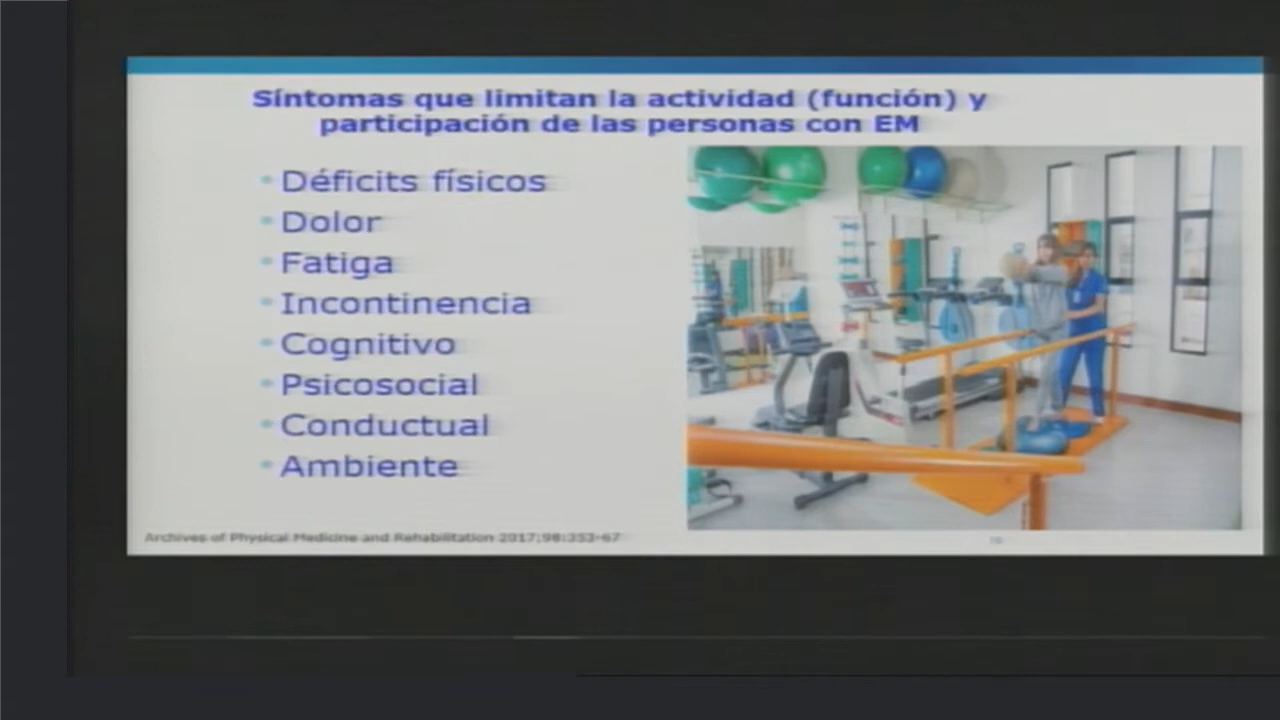 Síntomas que limitan la actividad (función) y
participación de las personas con EM
Déficits físicos
Dolor
Fatiga
Incontinencia
Cognitivo
Psicosocial
Conductual
Ambiente
Archives of Physical Medicine and Rehabilitation 2017;98:353-67